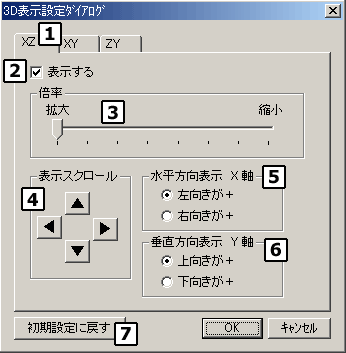 3D表示設定ダイアログ
1
XZ XY ZY
2 表示する
倍率
拡大 3 縮小
表示スクロール
4
水平方向表示 X軸 5
左向きが+
右向きが+
垂直方向表示 Y軸 6
上向きが+
下向きが+
初期設定に戻す 7 OK キャンセル